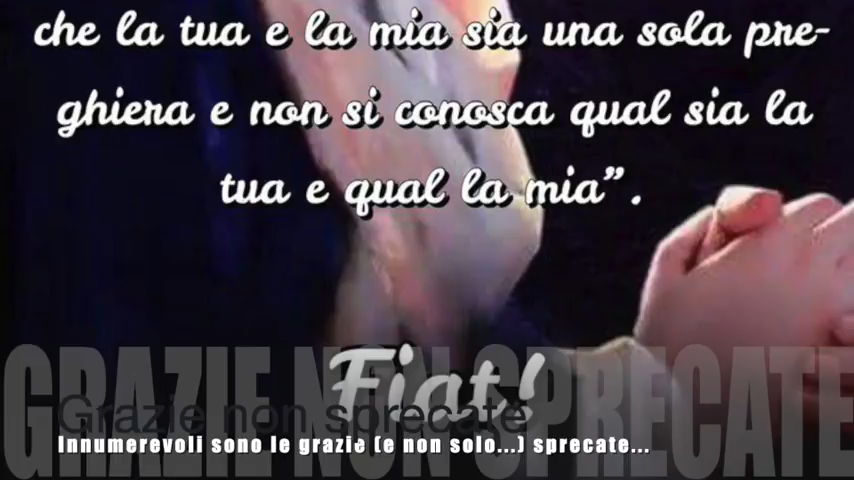 che la tua e la mia sia una sola pre-
ghiera e non si conosca qual sia la
tua e qual la mia”.
Fiat!
GRAZIE NON SPRECATE
Grazie non sprecate
Innumerevoli sono le grazie (e non solo...) sprecate...